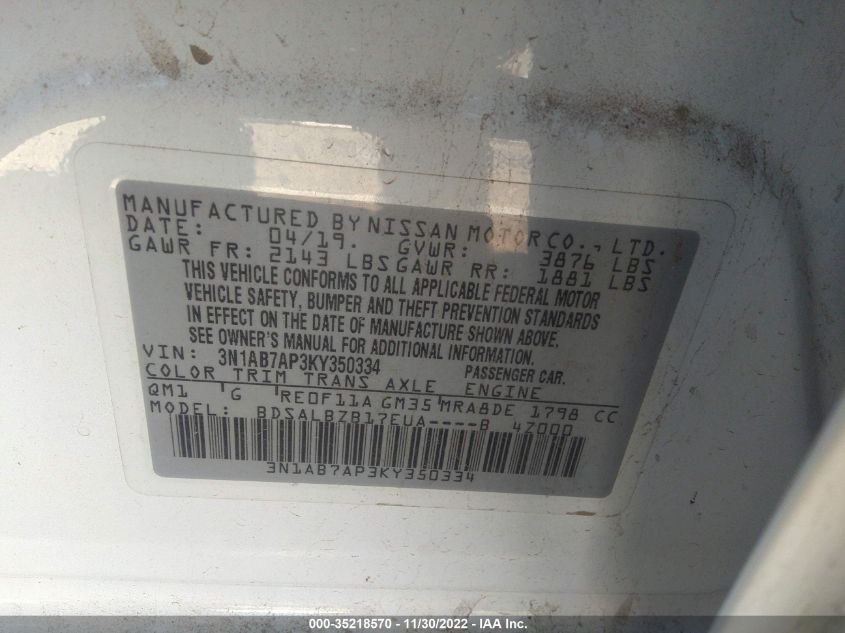 MANUFACTURED BY NISSAN MOTOR CO., LTD.
DATE: 04/19. GVWR: 3876 LBS
GAWR FR: 2143 LBS GAWR RR: 1881 LBS
THIS VEHICLE CONFORMS TO ALL APPLICABLE FEDERAL MOTOR
VEHICLE SAFETY, BUMPER AND THEFT PREVENTION STANDARDS
IN EFFECT ON THE DATE OF MANUFACTURE SHOWN ABOVE.
SEE OWNER'S MANUAL FOR ADDITIONAL INFORMATION.
VIN: 3N1AB7AP3KY350334 PASSENGER CAR.
COLOR TRIM TRANS AXLE ENGINE
QM1 G RE0F11A GM35 MRA8DE 1798 CC
MODEL: BDSALBZB17EUA----B 4Z000
3N1AB7AP3KY350334
000-35218570 - 11/30/2022 - IAA Inc.